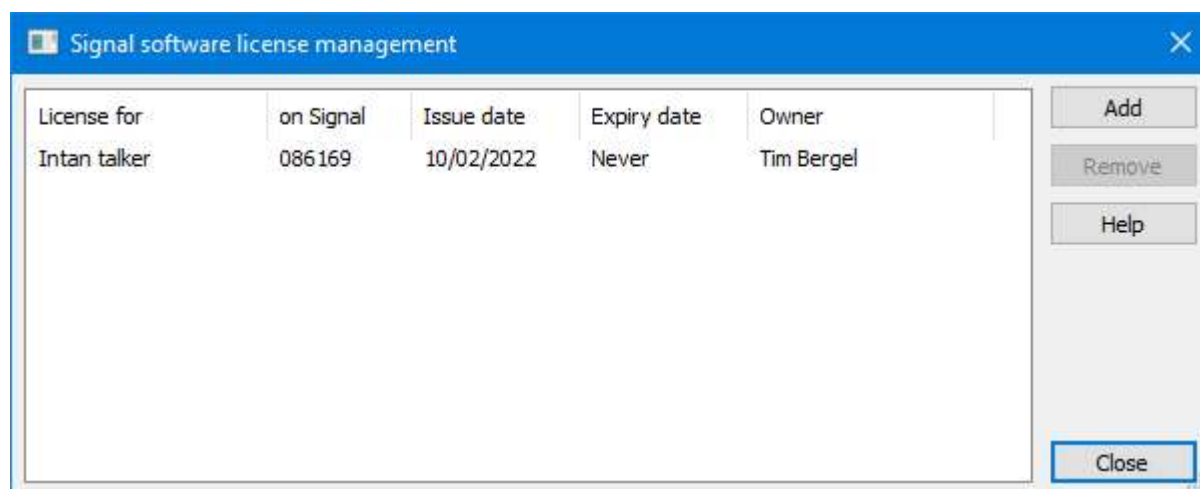 Signal software license management
License for on Signal Issue date Expiry date Owner
Intan talker 086169 10/02/2022 Never Tim Bergel
Add
Remove
Help
Close